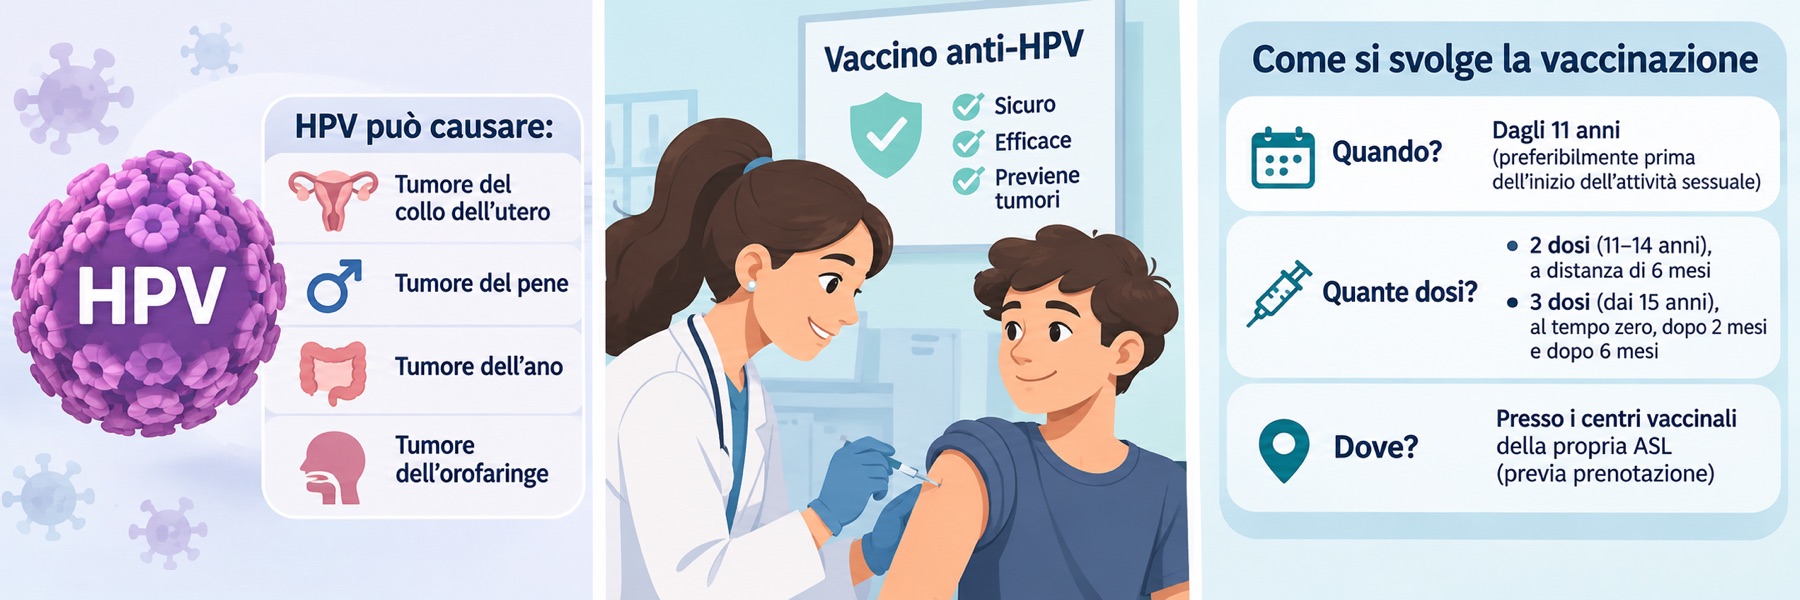 HPV
HPV può causare:
Tumore del
collo dell'utero
Tumore del pene
Tumore dell'ano
Tumore
dell'orofaringe
Vaccino anti-HPV
Sicuro
Efficace
Previene
tumori
Come si svolge la vaccinazione
Quando?
Dagli 11 anni
(preferibilmente prima
dell'inizio dell'attività sessuale)
Quante dosi?
• 2 dosi (11–14 anni),
a distanza di 6 mesi
• 3 dosi (dai 15 anni),
al tempo zero, dopo 2 mesi
e dopo 6 mesi
Dove?
Presso i centri vaccinali
della propria ASL
(previa prenotazione)